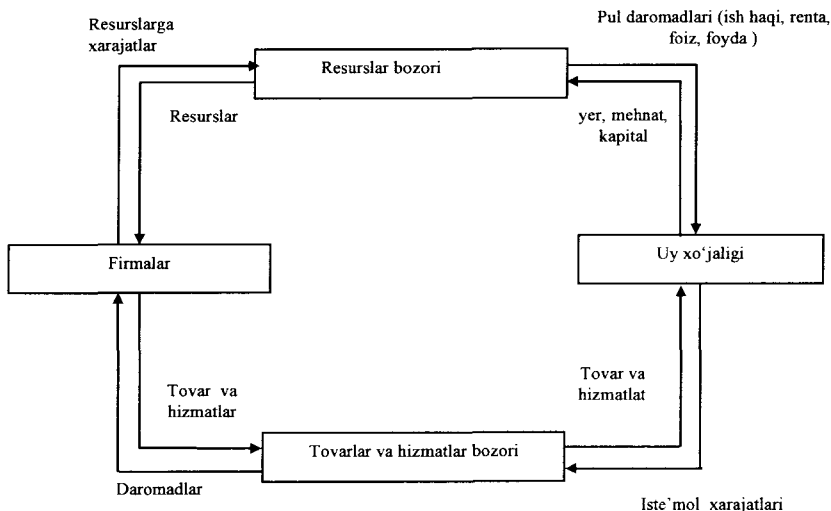 Resurslarga
xarajatlar
Pul daromadlari (ish haqi, renta,
foiz, foyda )
Resurslar bozori
Resurslar
yer, mehnat,
kapital
Firmalar
Uy xo‘jaligi
Tovar va
hizmatlar
Tovar va
hizmatlat
Tovarlar va hizmatlar bozori
Daromadlar
Iste`mol xarajatlari